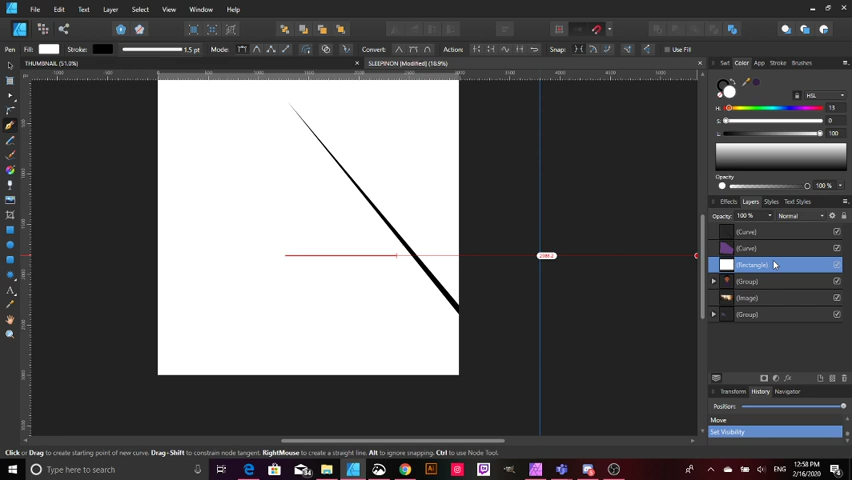 File Edit Text Layer Select View Window Help
Pen Fill: Stroke: 1.5 pt Mode: Convert: Action: Snap: Use Fill
THUMBNAIL (51.0%) × SLEEPINON [Modified] (18.9%) ×
Set Color App Stroke Brushes
HSL
H: 13
S: 0
L: 100
Opacity
100 %
Effects Layers Styles Text Styles
Opacity: 100 % Normal
(Curve)
(Curve)
(Rectangle)
(Group)
(Image)
(Group)
Transform History Navigator
Position:
Move
Set Visibility
Click or Drag to create starting point of new curve. Drag+Shift to constrain node tangent. RightMouse to create a straight line. Alt to ignore snapping. Ctrl to use Node Tool.
Type here to search
12:58 PM
2/16/2020